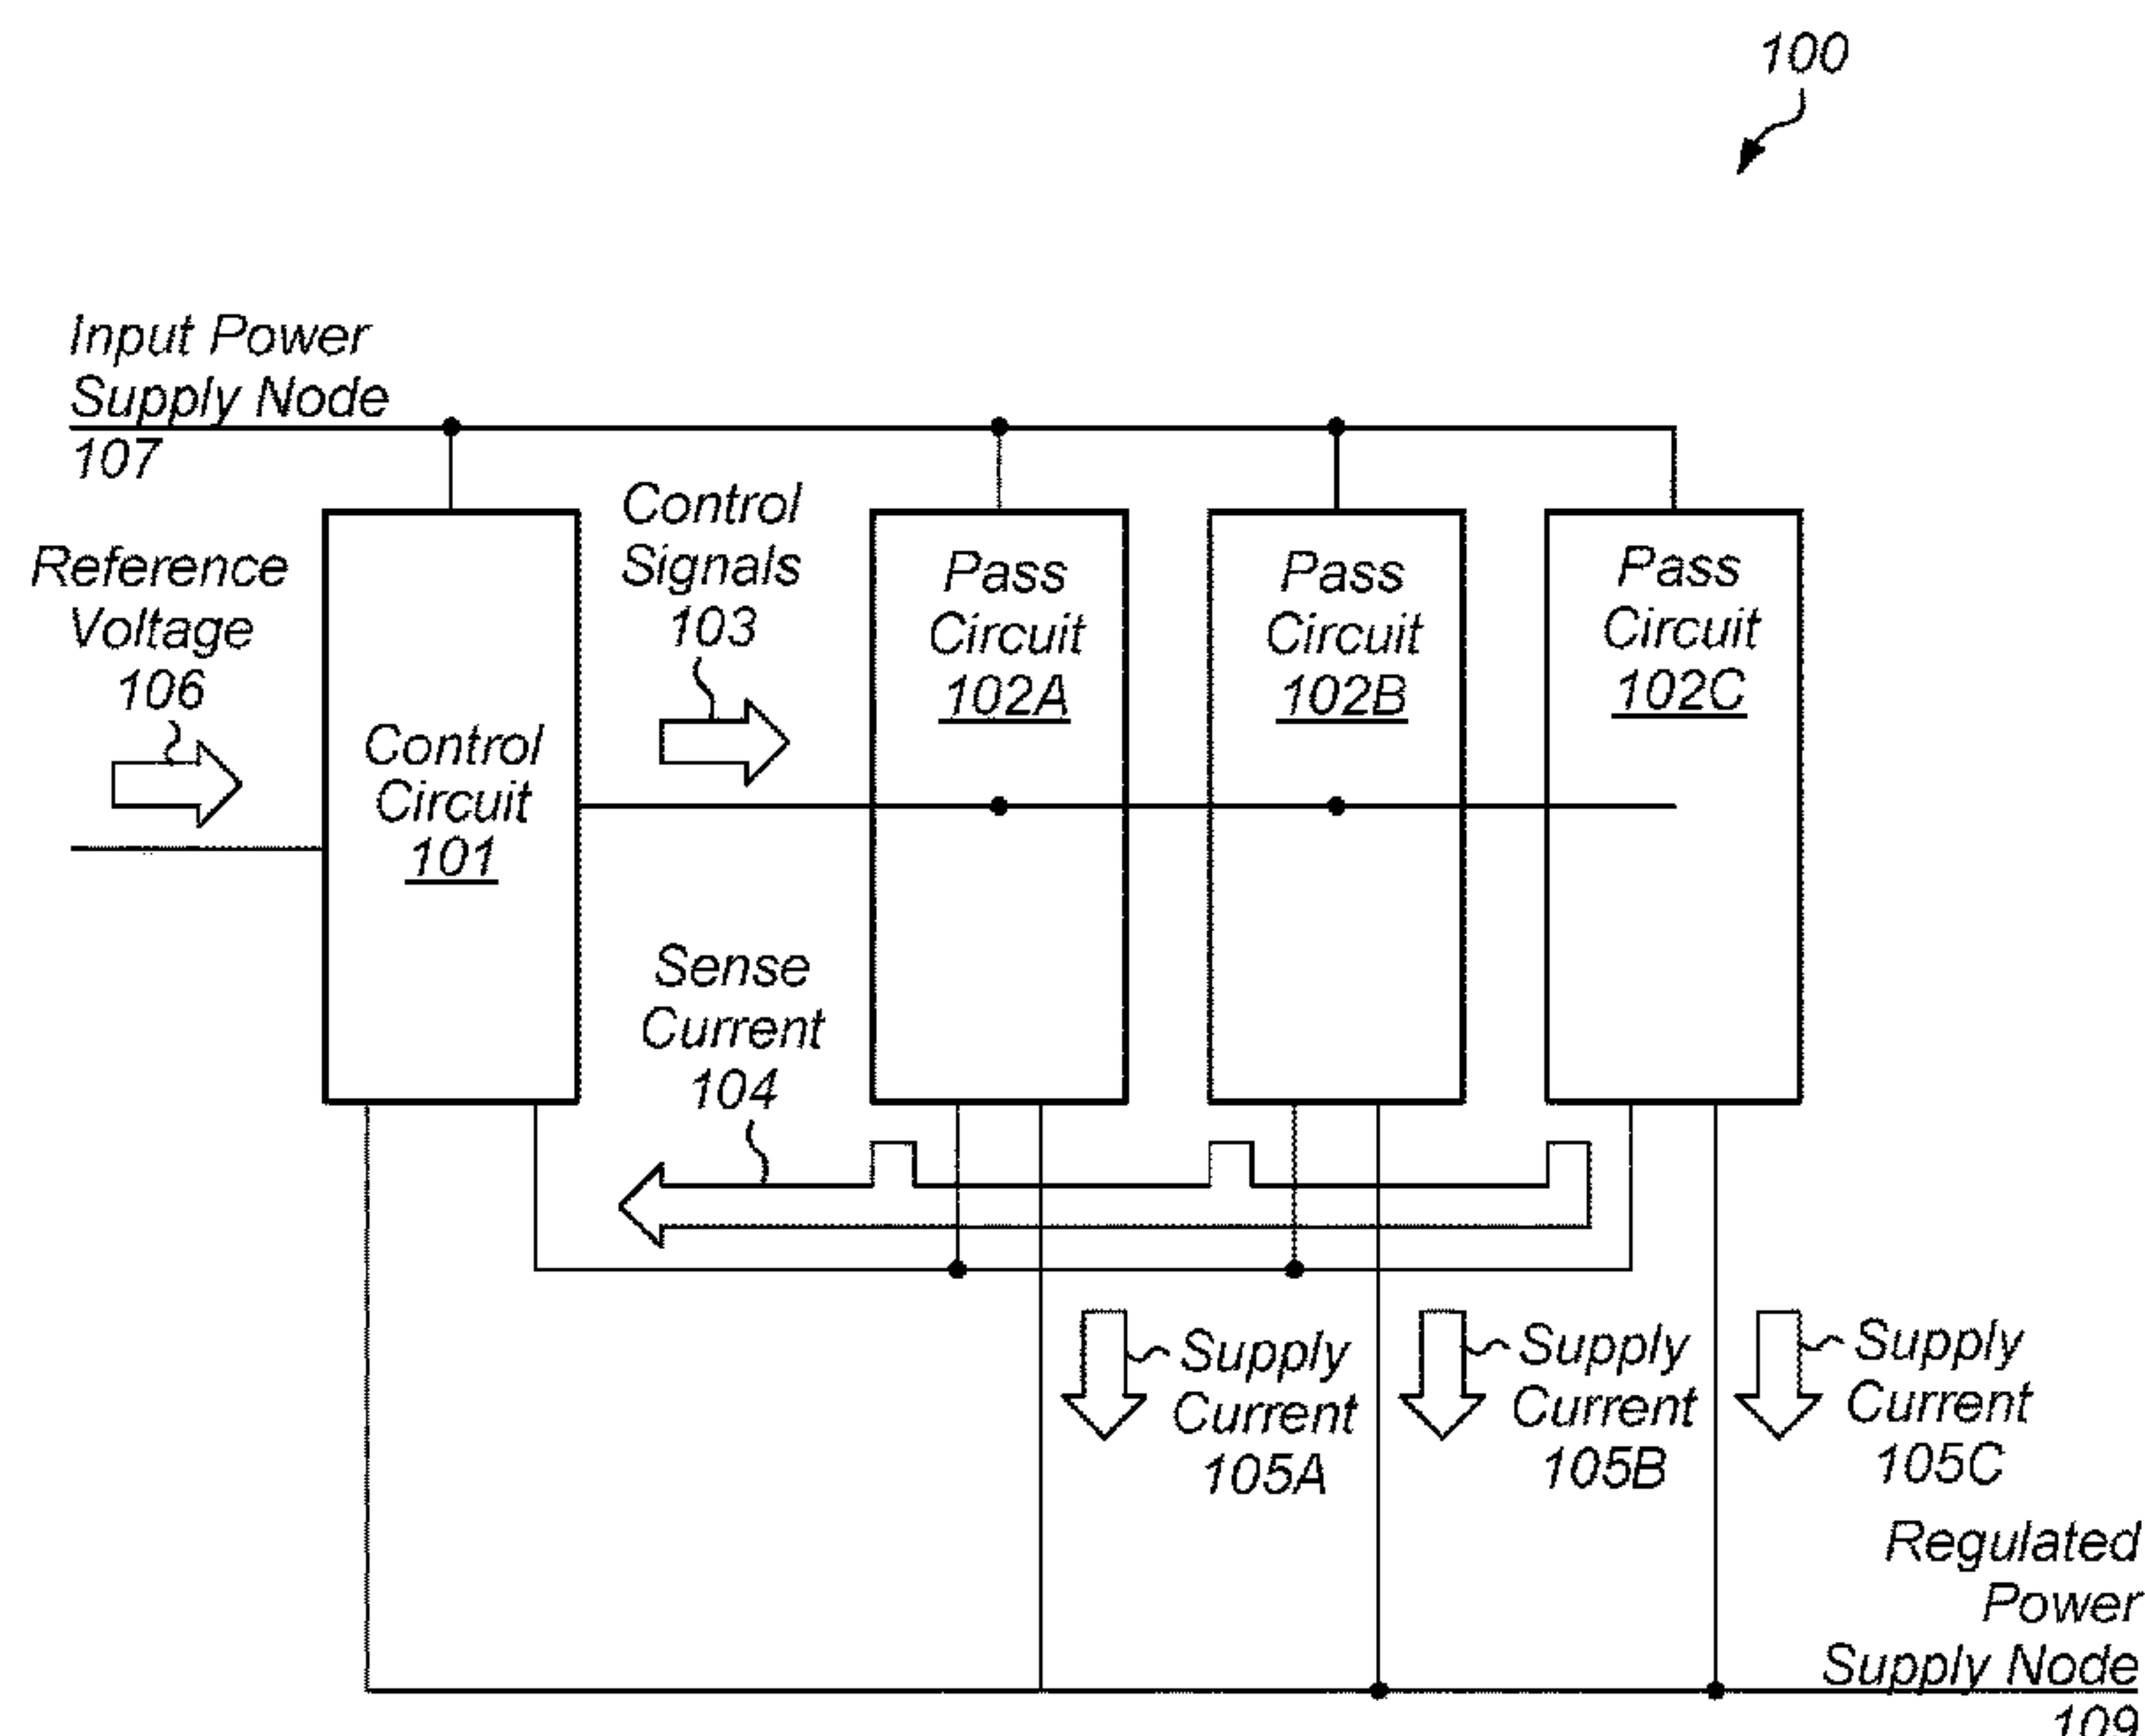 100
Input Power
Supply Node
107
Reference
Voltage
106
Control
Circuit
101
Control
Signals
103
Pass
Circuit
102A
Pass
Circuit
102B
Pass
Circuit
102C
Sense
Current
104
Supply
Current
105A
Supply
Current
105B
Supply
Current
105C
Regulated
Power
Supply Node
109